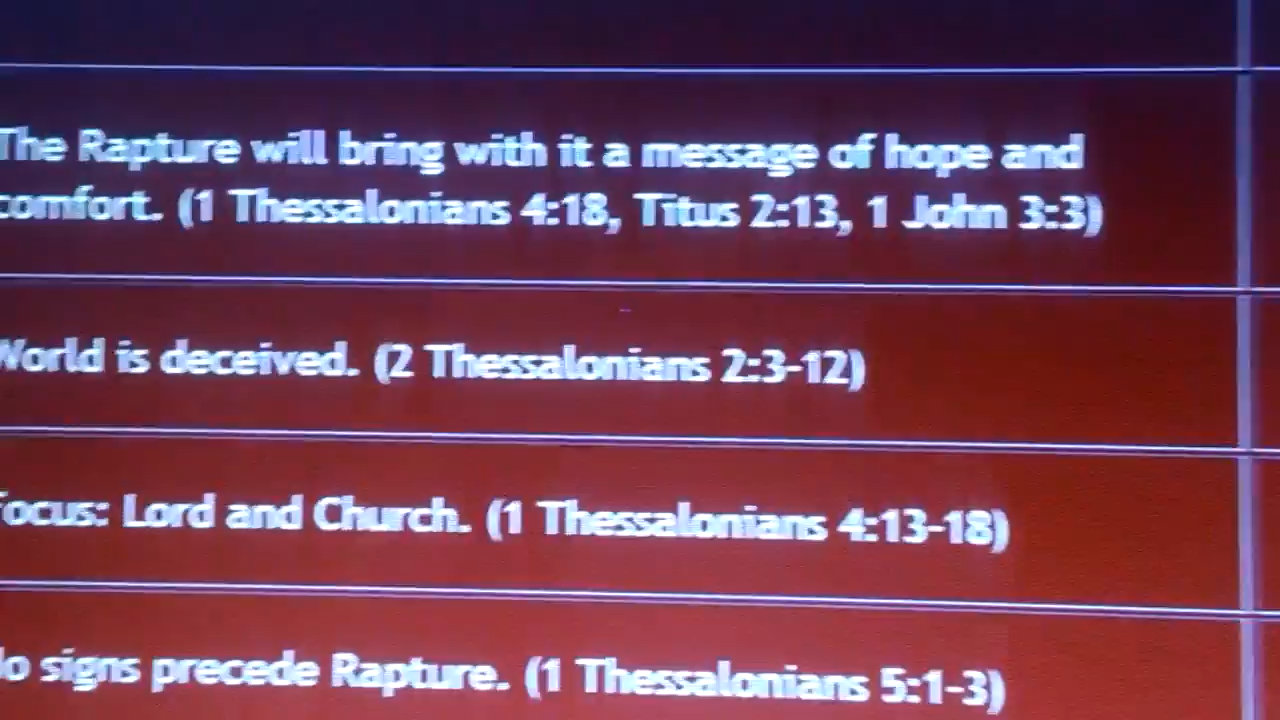 The Rapture will bring with it a message of hope and
comfort. (1 Thessalonians 4:18, Titus 2:13, 1 John 3:3)
World is deceived. (2 Thessalonians 2:3-12)
Focus: Lord and Church. (1 Thessalonians 4:13-18)
No signs precede Rapture. (1 Thessalonians 5:1-3)